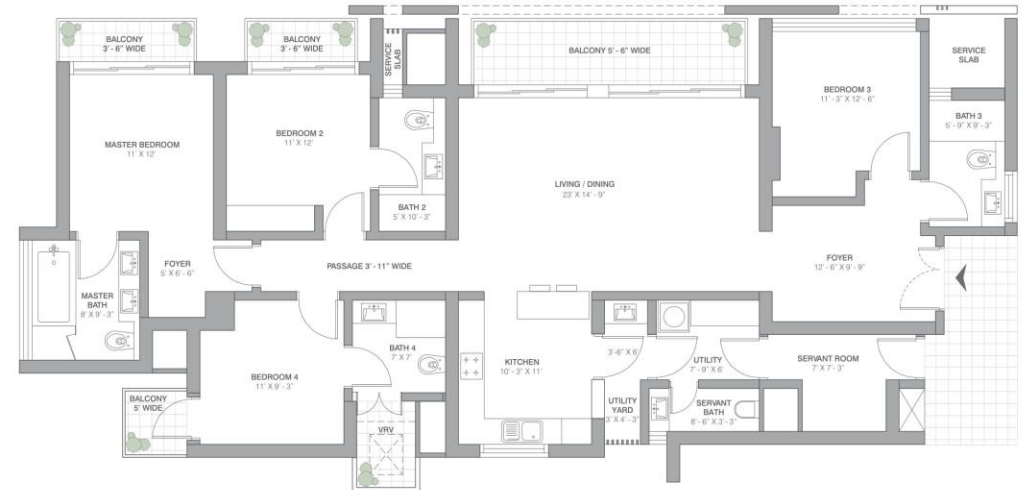 BALCONY
3' - 6" WIDE
BALCONY
3' - 6" WIDE
SERVICE
SLAB
BALCONY 5' - 6" WIDE
SERVICE
SLAB
BEDROOM 3
11' - 3" X 12' - 6"
BATH 3
5' - 9" X 9' - 3"
MASTER BEDROOM
11' X 12'
BEDROOM 2
11' X 12'
LIVING / DINING
23' X 14' - 9"
BATH 2
5' X 10' - 3"
FOYER
5' X 6' - 6"
PASSAGE 3' - 11" WIDE
FOYER
12' - 6" X 9' - 9"
MASTER
BATH
8' X 9' - 3"
BATH 4
7' X 7'
KITCHEN
10' - 3" X 11'
3'-6" X 6'
UTILITY
7' - 9" X 6'
SERVANT ROOM
7' X 7' - 3"
BEDROOM 4
11' X 9' - 3"
BALCONY
5' WIDE
VRV
UTILITY
YARD
3' X 4' - 3"
SERVANT
BATH
8' - 6" X 3' - 3"